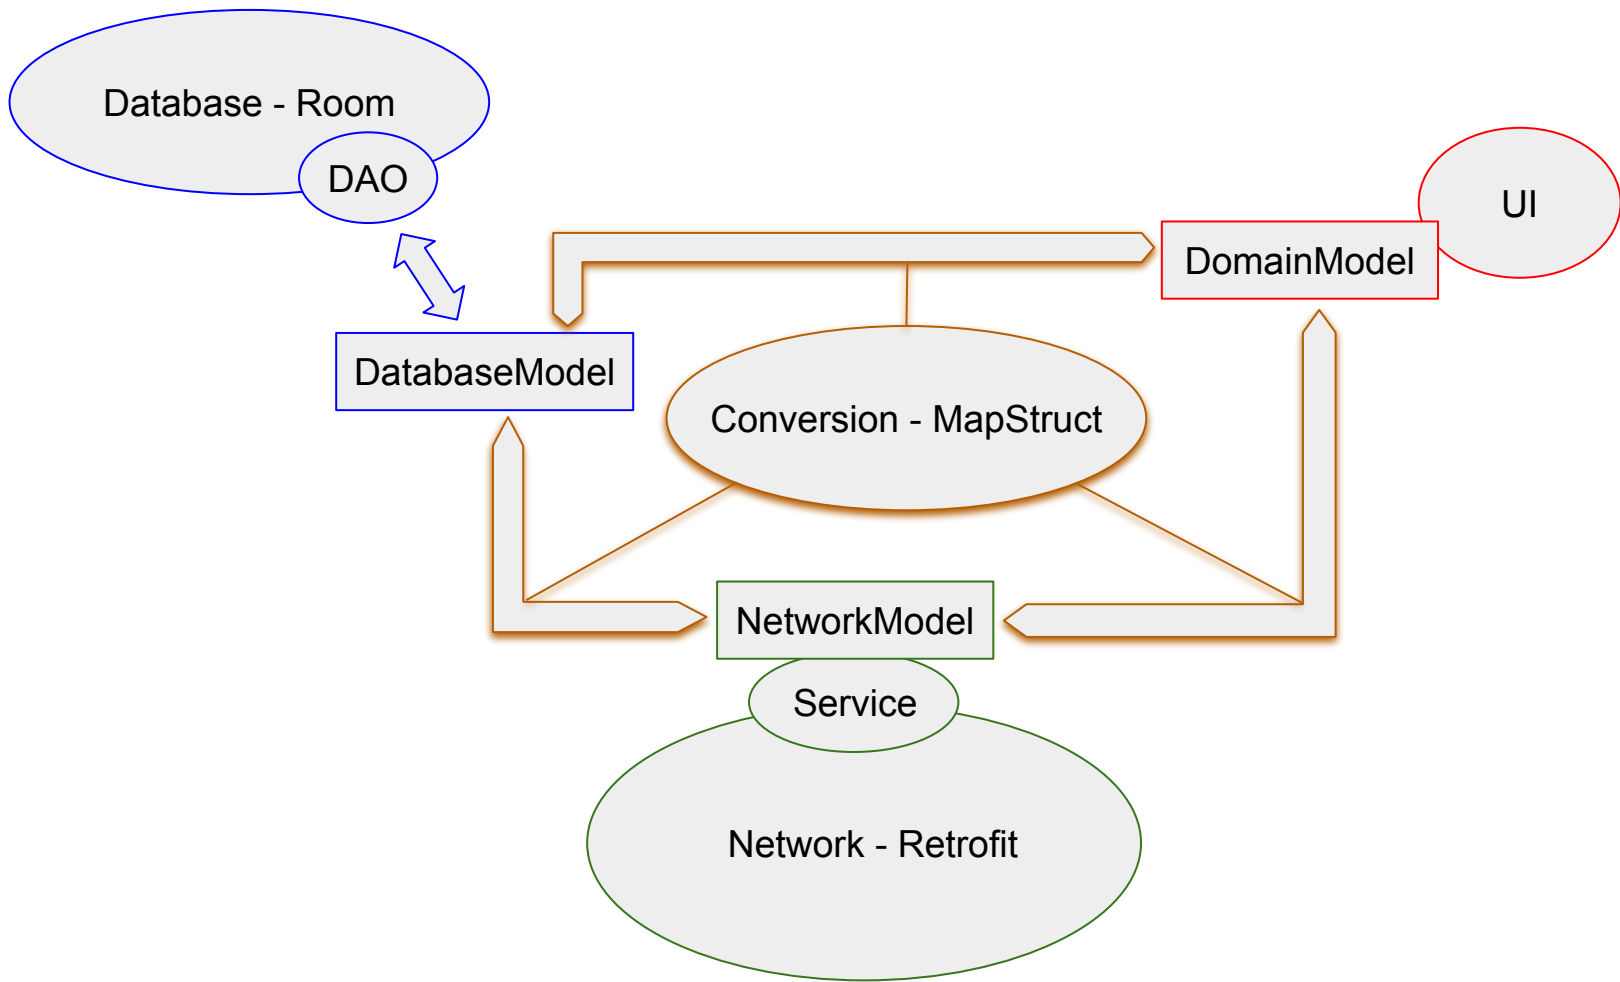 Database - Room
DAO
UI
DomainModel
DatabaseModel
Conversion - MapStruct
NetworkModel
Service
Network - Retrofit